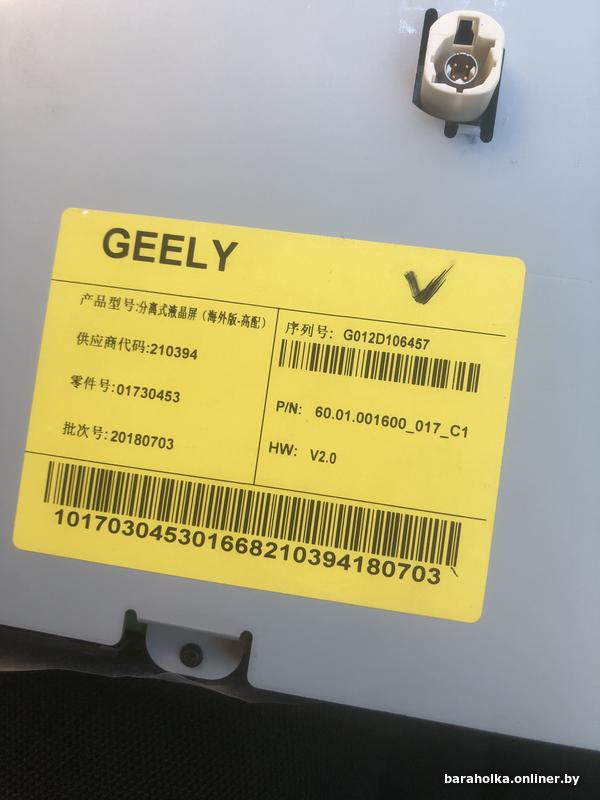 GEELY
产品型号:分离式液晶屏（海外版-高配）
供应商代码:210394
零件号:01730453
批次号:20180703
序列号: G012D106457
P/N: 60.01.001600_017_C1
HW: V2.0
101703045301668210394180703
baraholka.onliner.by